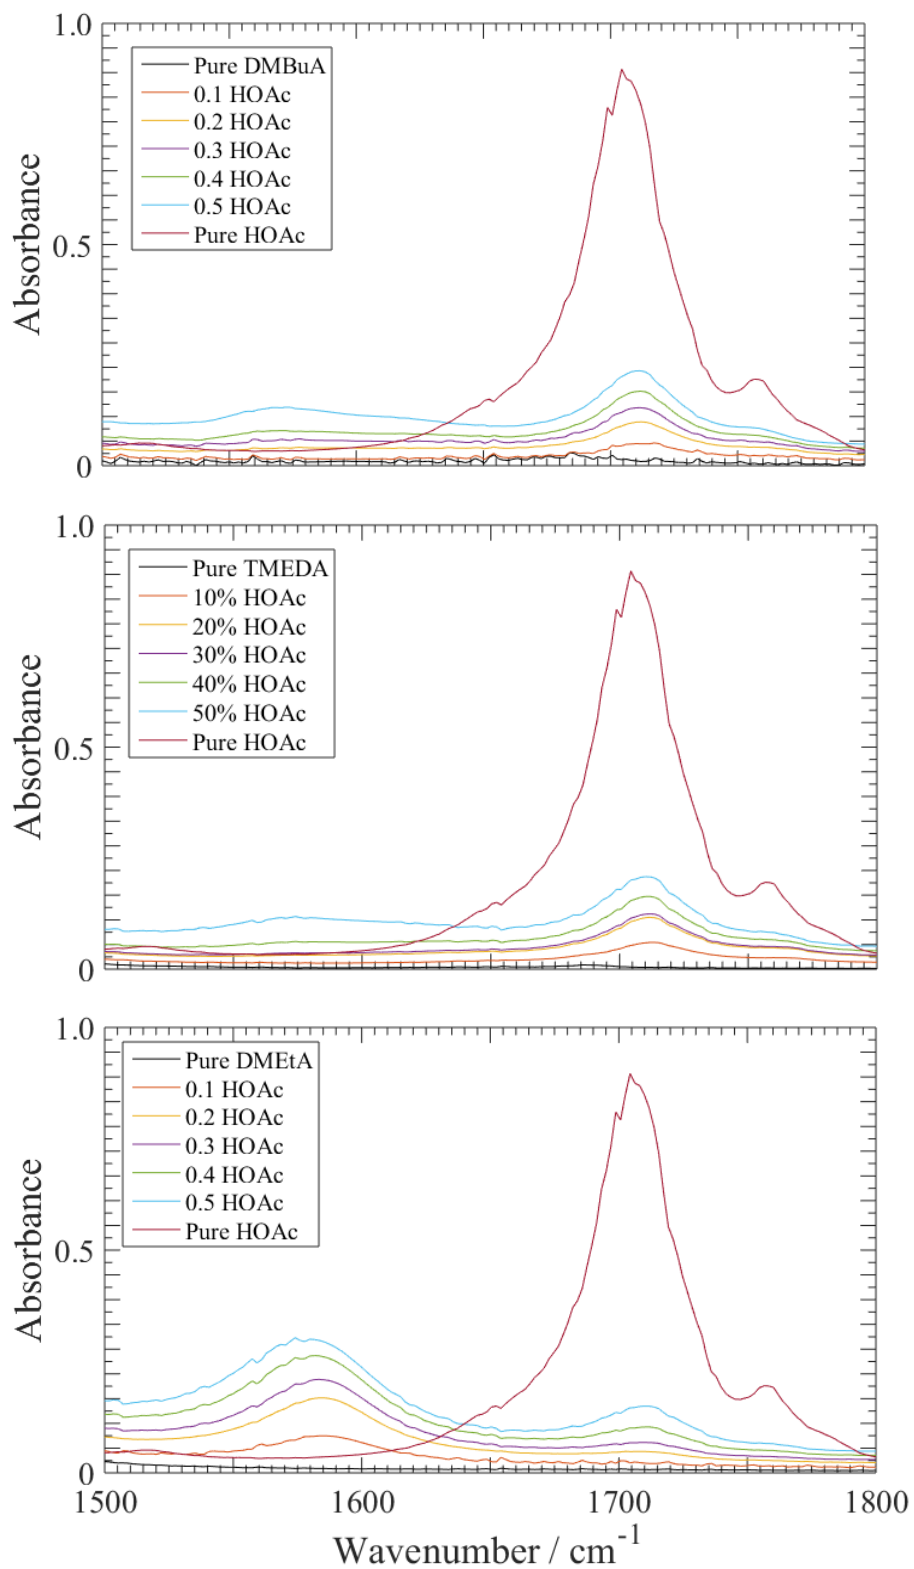 1.0
Pure DMBuA
0.1 HOAc
0.2 HOAc
0.3 HOAc
0.4 HOAc
0.5 HOAc
Pure HOAc
0.5
Absorbance
0
1.0
Pure TMEDA
10% HOAc
20% HOAc
30% HOAc
40% HOAc
50% HOAc
Pure HOAc
0.5
Absorbance
0
1.0
Pure DMEtA
0.1 HOAc
0.2 HOAc
0.3 HOAc
0.4 HOAc
0.5 HOAc
Pure HOAc
0.5
Absorbance
0
1500 1600 1700 1800
Wavenumber / cm⁻¹